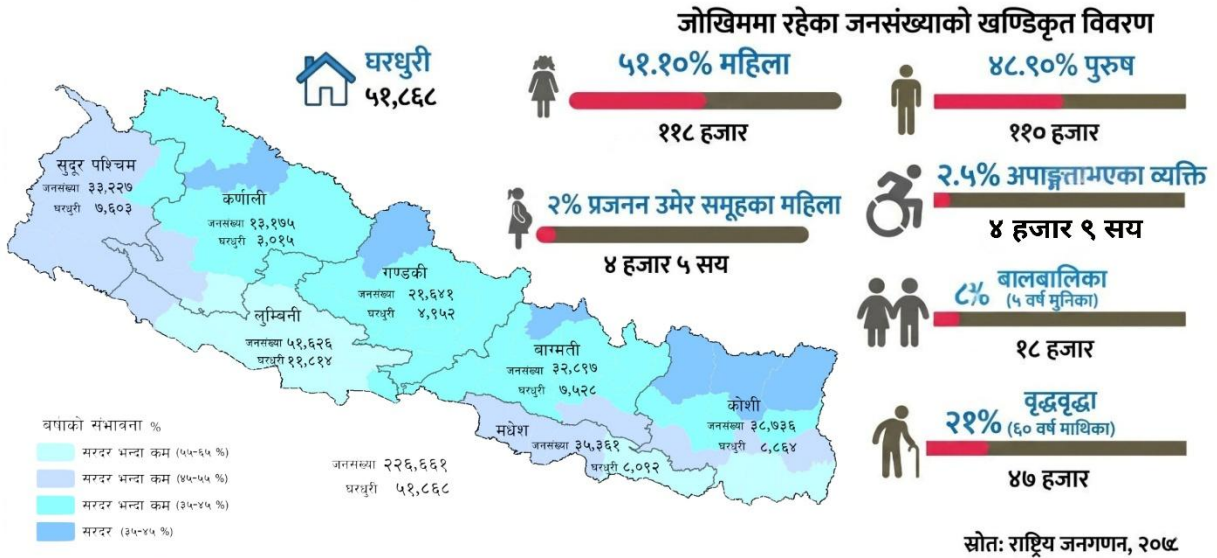 जोखिममा रहेका जनसंख्याको खण्डिकृत विवरण
घरधुरी
५१,८६८
५१.१०% महिला
११८ हजार
४८.९०% पुरुष
११० हजार
२% प्रजनन उमेर समूहका महिला
४ हजार ५ सय
२.५% अपाङ्गताभएका व्यक्ति
४ हजार ९ सय
८% बालबालिका
(५ वर्ष मुनिका)
१८ हजार
२१% वृद्धवृद्धा
(६० वर्ष माथिका)
४७ हजार
सुदूर पश्चिम
जनसंख्या ३३,२२७
घरधुरी ७,६०३
कर्णाली
जनसंख्या १३,१७५
घरधुरी ३,०१५
गण्डकी
जनसंख्या २१,६४१
घरधुरी ४,९५२
लुम्बिनी
जनसंख्या ५१,६२६
घरधुरी ११,८१४
बाग्मती
जनसंख्या ३२,८९७
घरधुरी ७,५२८
कोशी
जनसंख्या ३८,७३६
घरधुरी ८,८६४
मधेश
जनसंख्या ३५,३६१
घरधुरी ८,०९२
जनसंख्या २२६,६६१
घरधुरी ५१,८६८
बर्षाको संभावना %
सरदर भन्दा कम (५५-६५ %)
सरदर भन्दा कम (४५-५५ %)
सरदर भन्दा कम (३५-४५ %)
सरदर (३५-४५ %)
स्रोत: राष्ट्रिय जनगणन,